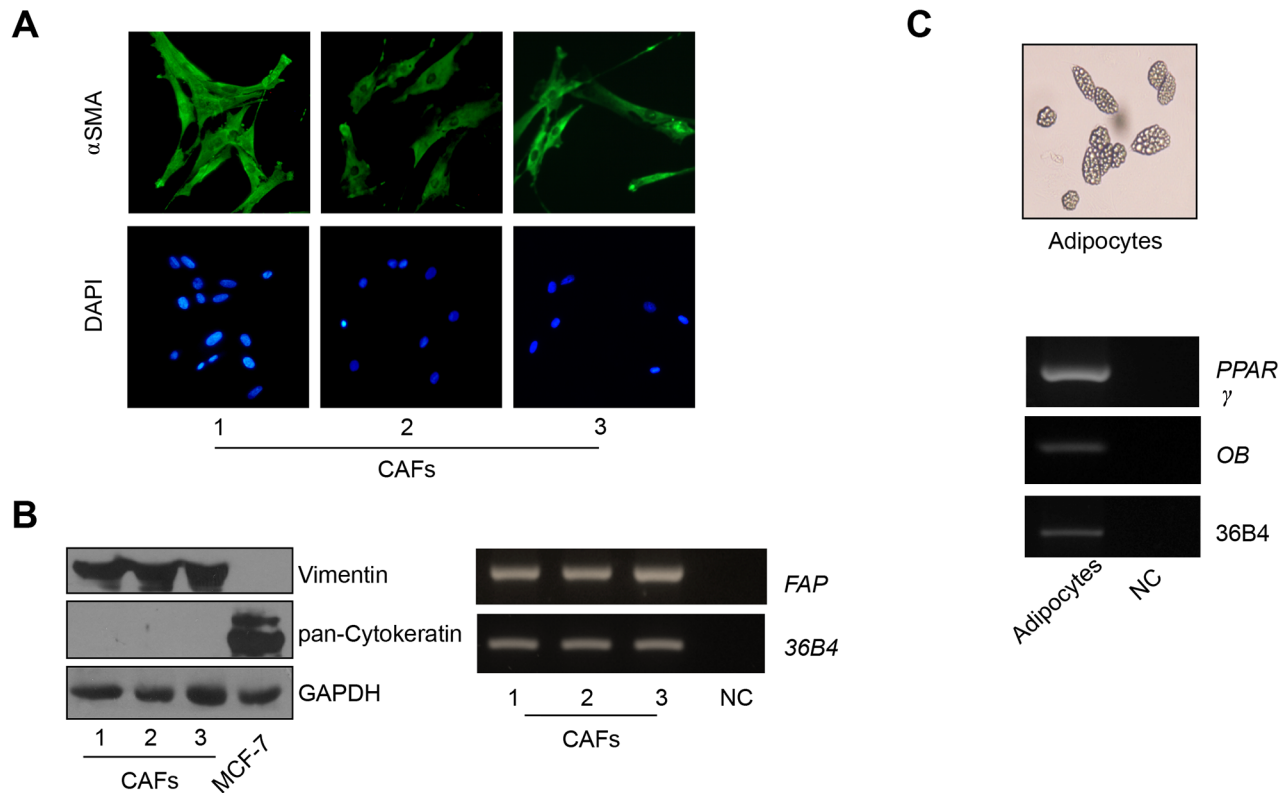 A
αSMA
DAPI
1 2 3
CAFs
B
Vimentin
pan-Cytokeratin
GAPDH
1 2 3 MCF-7
CAFs
FAP
36B4
1 2 3 NC
CAFs
C
Adipocytes
PPAR
γ
OB
36B4
Adipocytes NC